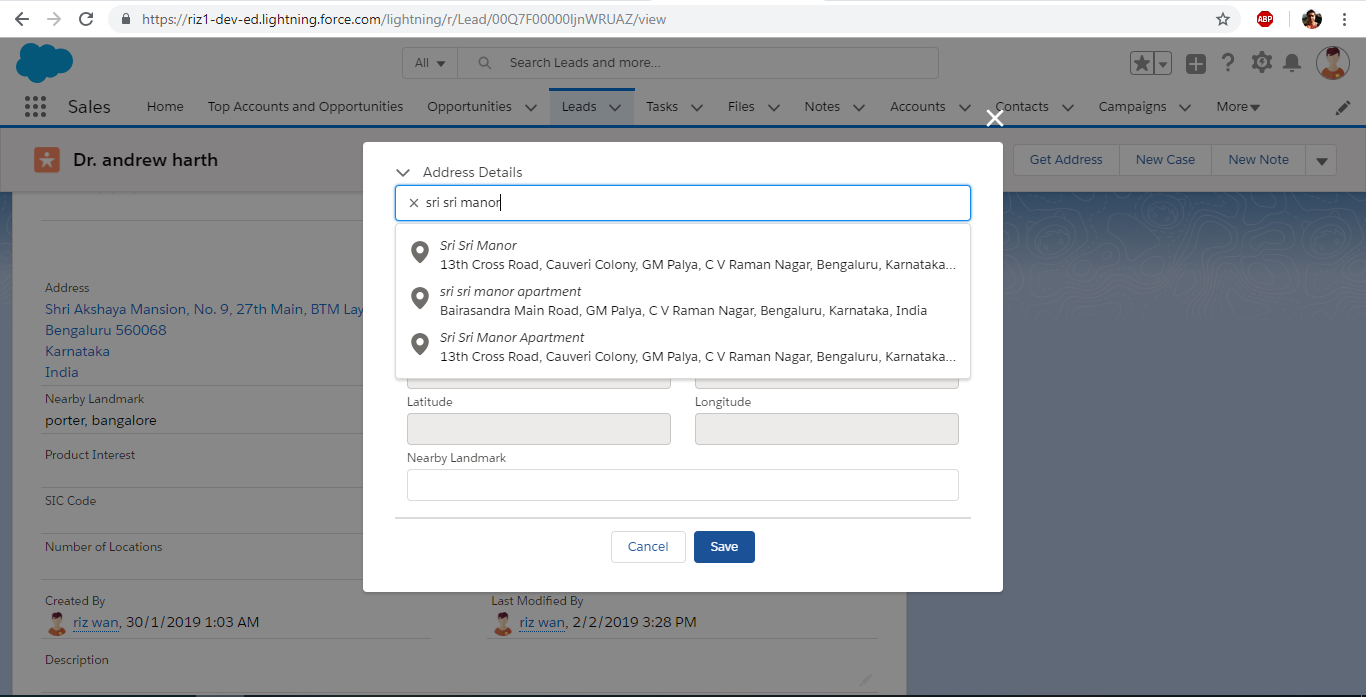 https://riz1-dev-ed.lightning.force.com/lightning/r/Lead/00Q7F00000IjnWRUAZ/view
ABP
All
Search Leads and more...
Sales
Home
Top Accounts and Opportunities
Opportunities
Leads
Tasks
Files
Notes
Accounts
Contacts
Campaigns
More
Dr. andrew harth
Get Address
New Case
New Note
Address
Shri Akshaya Mansion, No. 9, 27th Main, BTM Lay
Bengaluru 560068
Karnataka
India
Nearby Landmark
porter, bangalore
Product Interest
SIC Code
Number of Locations
Created By
riz wan, 30/1/2019 1:03 AM
Last Modified By
riz wan, 2/2/2019 3:28 PM
Description
Address Details
sri sri manor
Sri Sri Manor
13th Cross Road, Cauveri Colony, GM Palya, C V Raman Nagar, Bengaluru, Karnataka...
sri sri manor apartment
Bairasandra Main Road, GM Palya, C V Raman Nagar, Bengaluru, Karnataka, India
Sri Sri Manor Apartment
13th Cross Road, Cauveri Colony, GM Palya, C V Raman Nagar, Bengaluru, Karnataka...
Latitude
Longitude
Nearby Landmark
Cancel
Save